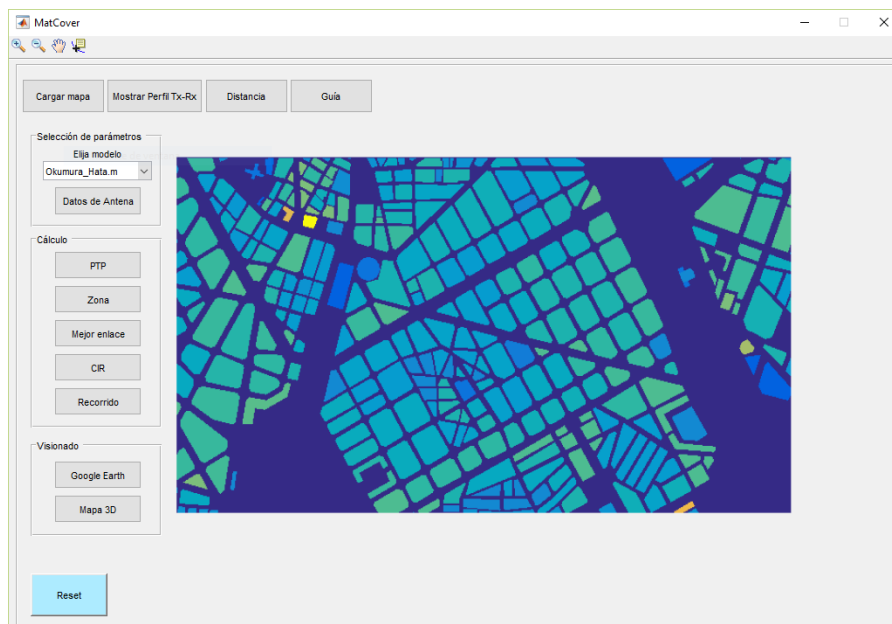 MatCover
Cargar mapa
Mostrar Perfil Tx-Rx
Distancia
Guía
Selección de parámetros
Elija modelo
Okumura_Hata.m
Datos de Antena
Cálculo
PTP
Zona
Mejor enlace
CIR
Recorrido
Visionado
Google Earth
Mapa 3D
Reset